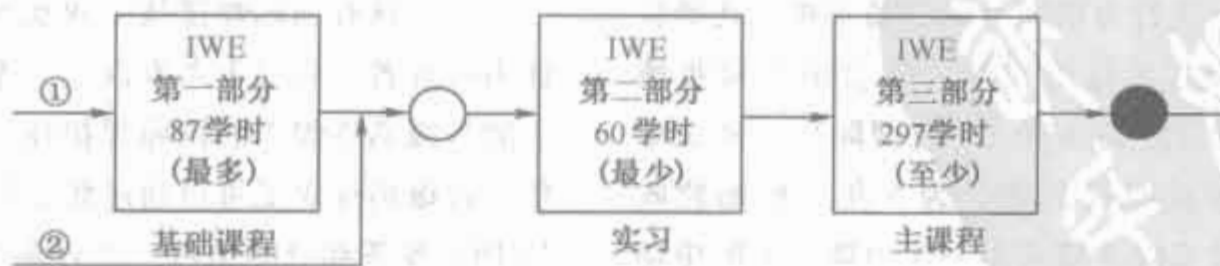 ①
IWE
第一部分
87学时
(最多)
IWE
第二部分
60学时
(最少)
IWE
第三部分
297学时
(至少)
②
基础课程
实习
主课程